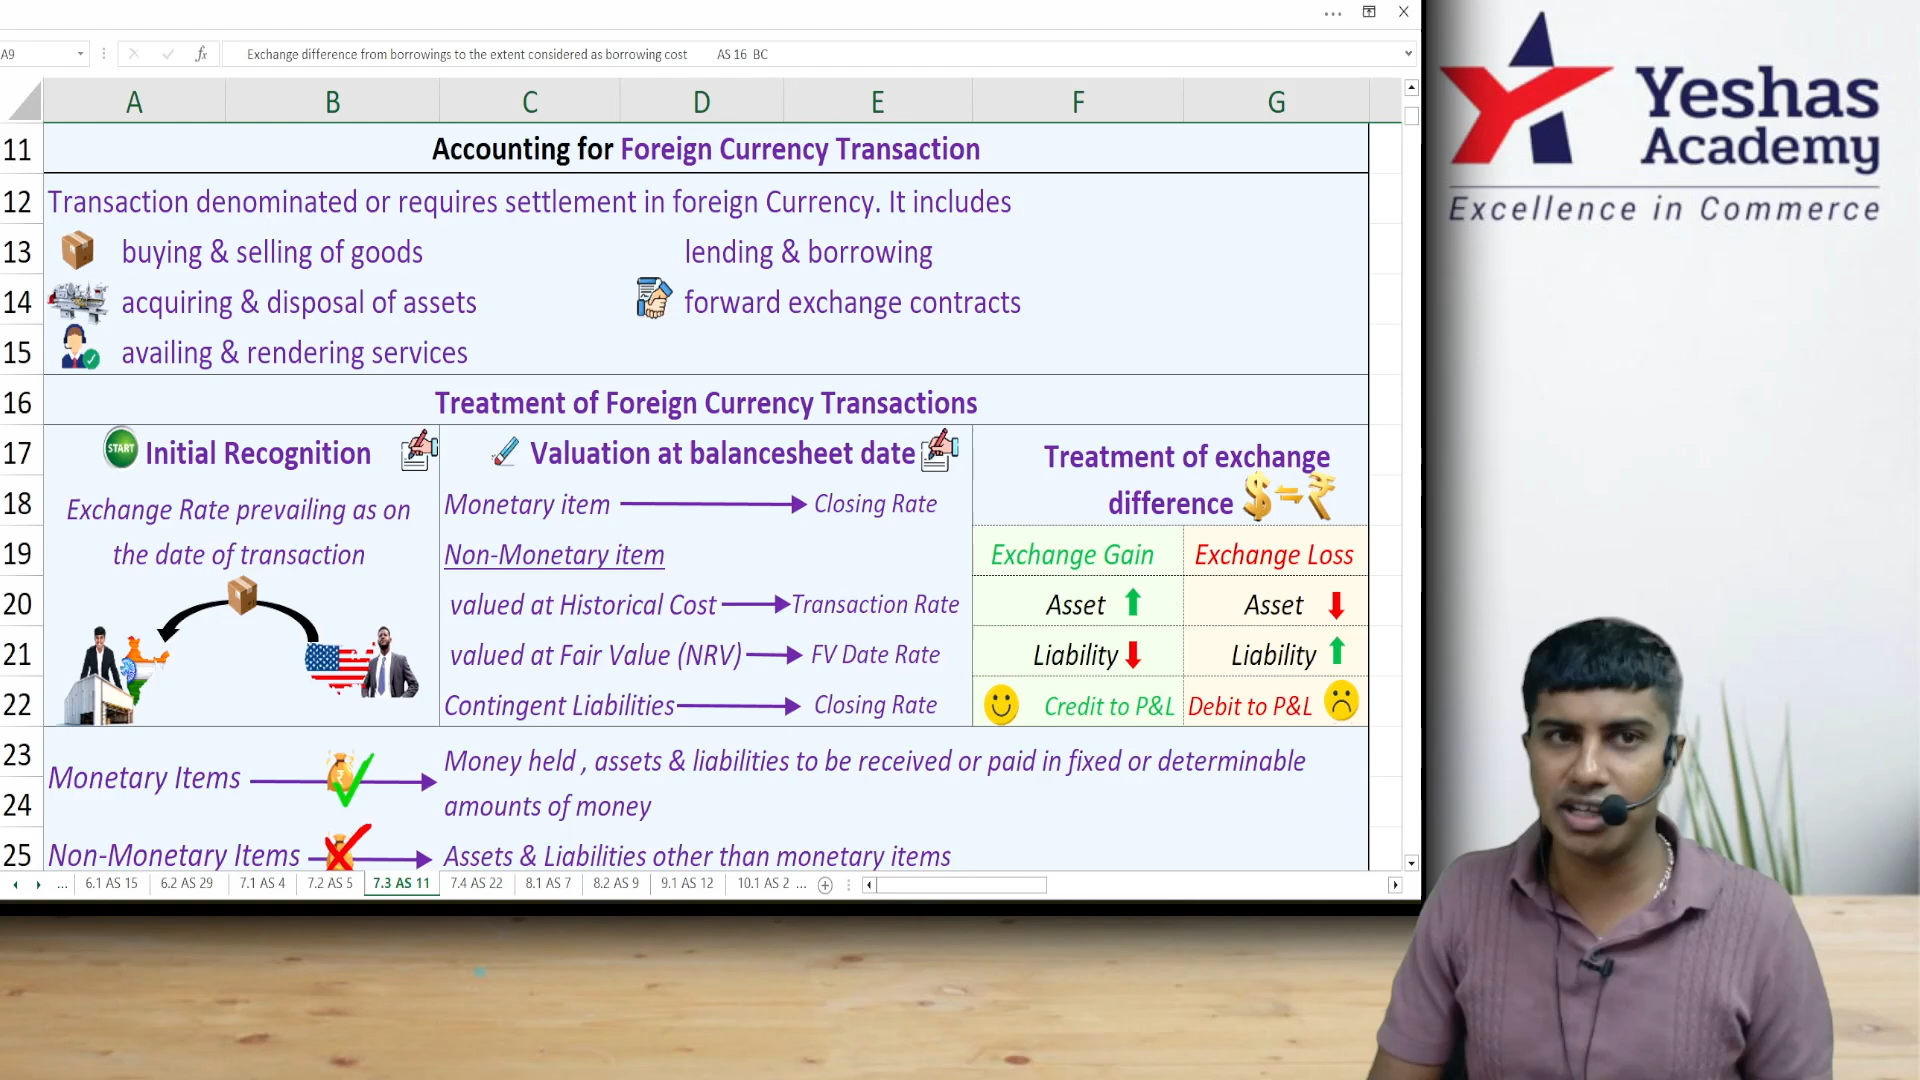 A9
fx
Exchange difference from borrowings to the extent considered as borrowing cost AS 16 BC
A B C D E F G
11 Accounting for Foreign Currency Transaction
12 Transaction denominated or requires settlement in foreign Currency. It includes
13 buying & selling of goods lending & borrowing
14 acquiring & disposal of assets forward exchange contracts
15 availing & rendering services
16 Treatment of Foreign Currency Transactions
17 START Initial Recognition Valuation at balancesheet date Treatment of exchange
18 Exchange Rate prevailing as on Monetary item Closing Rate difference
19 the date of transaction Non-Monetary item Exchange Gain Exchange Loss
20 valued at Historical Cost Transaction Rate Asset Asset
21 valued at Fair Value (NRV) FV Date Rate Liability Liability
22 Contingent Liabilities Closing Rate Credit to P&L Debit to P&L
23 Monetary Items Money held , assets & liabilities to be received or paid in fixed or determinable
24 amounts of money
25 Non-Monetary Items Assets & Liabilities other than monetary items
... 6.1 AS 15 6.2 AS 29 7.1 AS 4 7.2 AS 5 7.3 AS 11 7.4 AS 22 8.1 AS 7 8.2 AS 9 9.1 AS 12 10.1 AS 2 ...
Yeshas
Academy
Excellence in Commerce